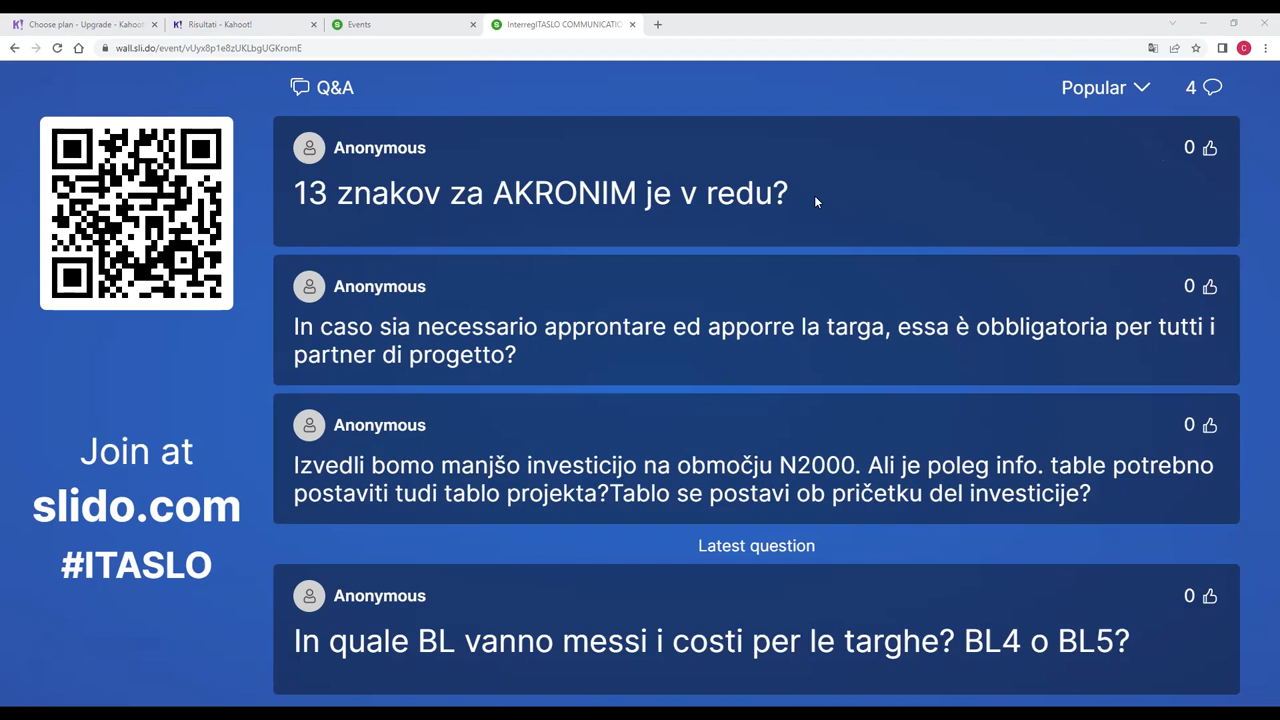 Choose plan - Upgrade - Kahoot!
Risultati - Kahoot!
Events
InterregITASLO COMMUNICATIO
wall.sli.do/event/vUyx8p1e8zUKLbgUGKromE
C
Q&A
Popular
4
Anonymous
0
13 znakov za AKRONIM je v redu?
Anonymous
0
In caso sia necessario approntare ed apporre la targa, essa è obbligatoria per tutti i
partner di progetto?
Anonymous
0
Izvedli bomo manjšo investicijo na območju N2000. Ali je poleg info. table potrebno
postaviti tudi tablo projekta?Tablo se postavi ob pričetku del investicije?
Latest question
Anonymous
0
In quale BL vanno messi i costi per le targhe? BL4 o BL5?
Join at
slido.com
#ITASLO